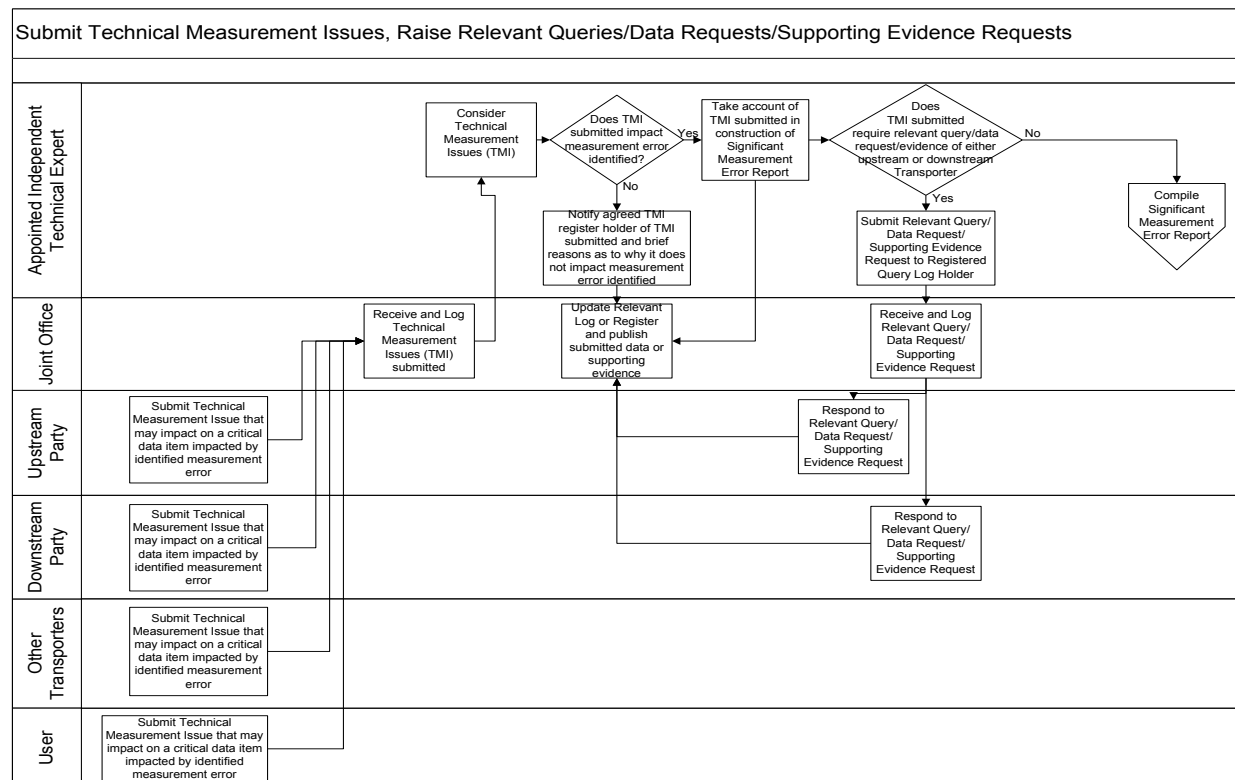 Submit Technical Measurement Issues, Raise Relevant Queries/Data Requests/Supporting Evidence Requests
Appointed Independent
Technical Expert
Consider
Technical
Measurement
Issues (TMI)
Does TMI
submitted impact
measurement error
identified?
Yes
No
Take account of
TMI submitted in
construction of
Significant
Measurement
Error Report
Does
TMI submitted
require relevant query/data
request/evidence of either
upstream or downstream
Transporter
No
Yes
Compile
Significant
Measurement
Error Report
Notify agreed TMI
register holder of TMI
submitted and brief
reasons as to why it does
not impact measurement
error identified
Submit Relevant Query/
Data Request/
Supporting Evidence
Request to Registered
Query Log Holder
Joint Office
Receive and Log
Technical
Measurement
Issues (TMI)
submitted
Update Relevant
Log or Register
and publish
submitted data or
supporting
evidence
Receive and Log
Relevant Query/
Data Request/
Supporting
Evidence Request
Upstream
Party
Submit Technical
Measurement Issue that
may impact on a critical
data item impacted by
identified measurement
error
Respond to
Relevant Query/
Data Request/
Supporting
Evidence Request
Downstream
Party
Submit Technical
Measurement Issue that
may impact on a critical
data item impacted by
identified measurement
error
Respond to
Relevant Query/
Data Request/
Supporting
Evidence Request
Other
Transporters
Submit Technical
Measurement Issue that
may impact on a critical
data item impacted by
identified measurement
error
User
Submit Technical
Measurement Issue that may
impact on a critical data item
impacted by identified
measurement error